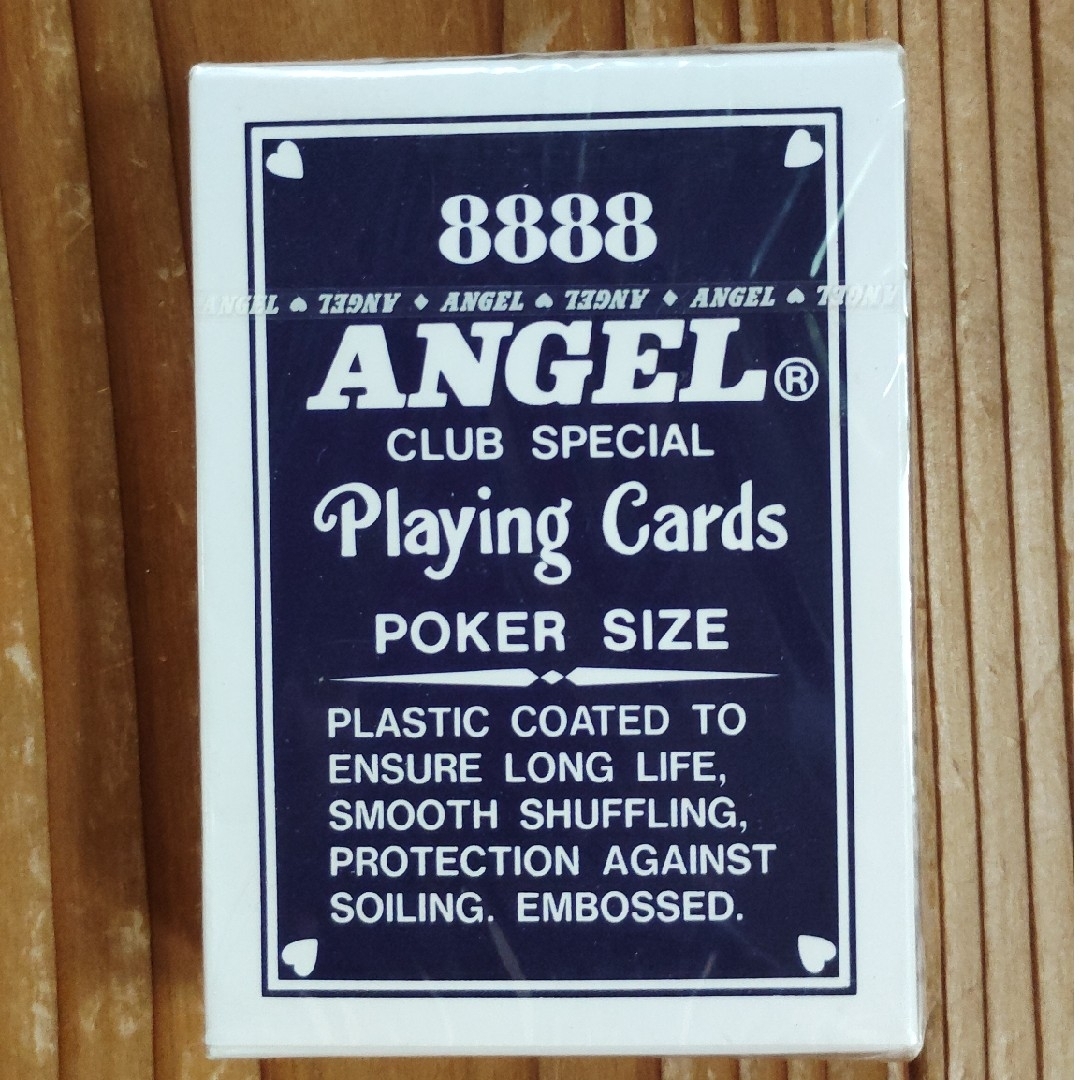 8888
ANGEL ♠ ANGEL ♦ ANGEL ♠ ANGEL ♦ ANGEL ♠ ANGEL
ANGEL®
CLUB SPECIAL
Playing Cards
POKER SIZE
PLASTIC COATED TO
ENSURE LONG LIFE,
SMOOTH SHUFFLING,
PROTECTION AGAINST
SOILING. EMBOSSED.